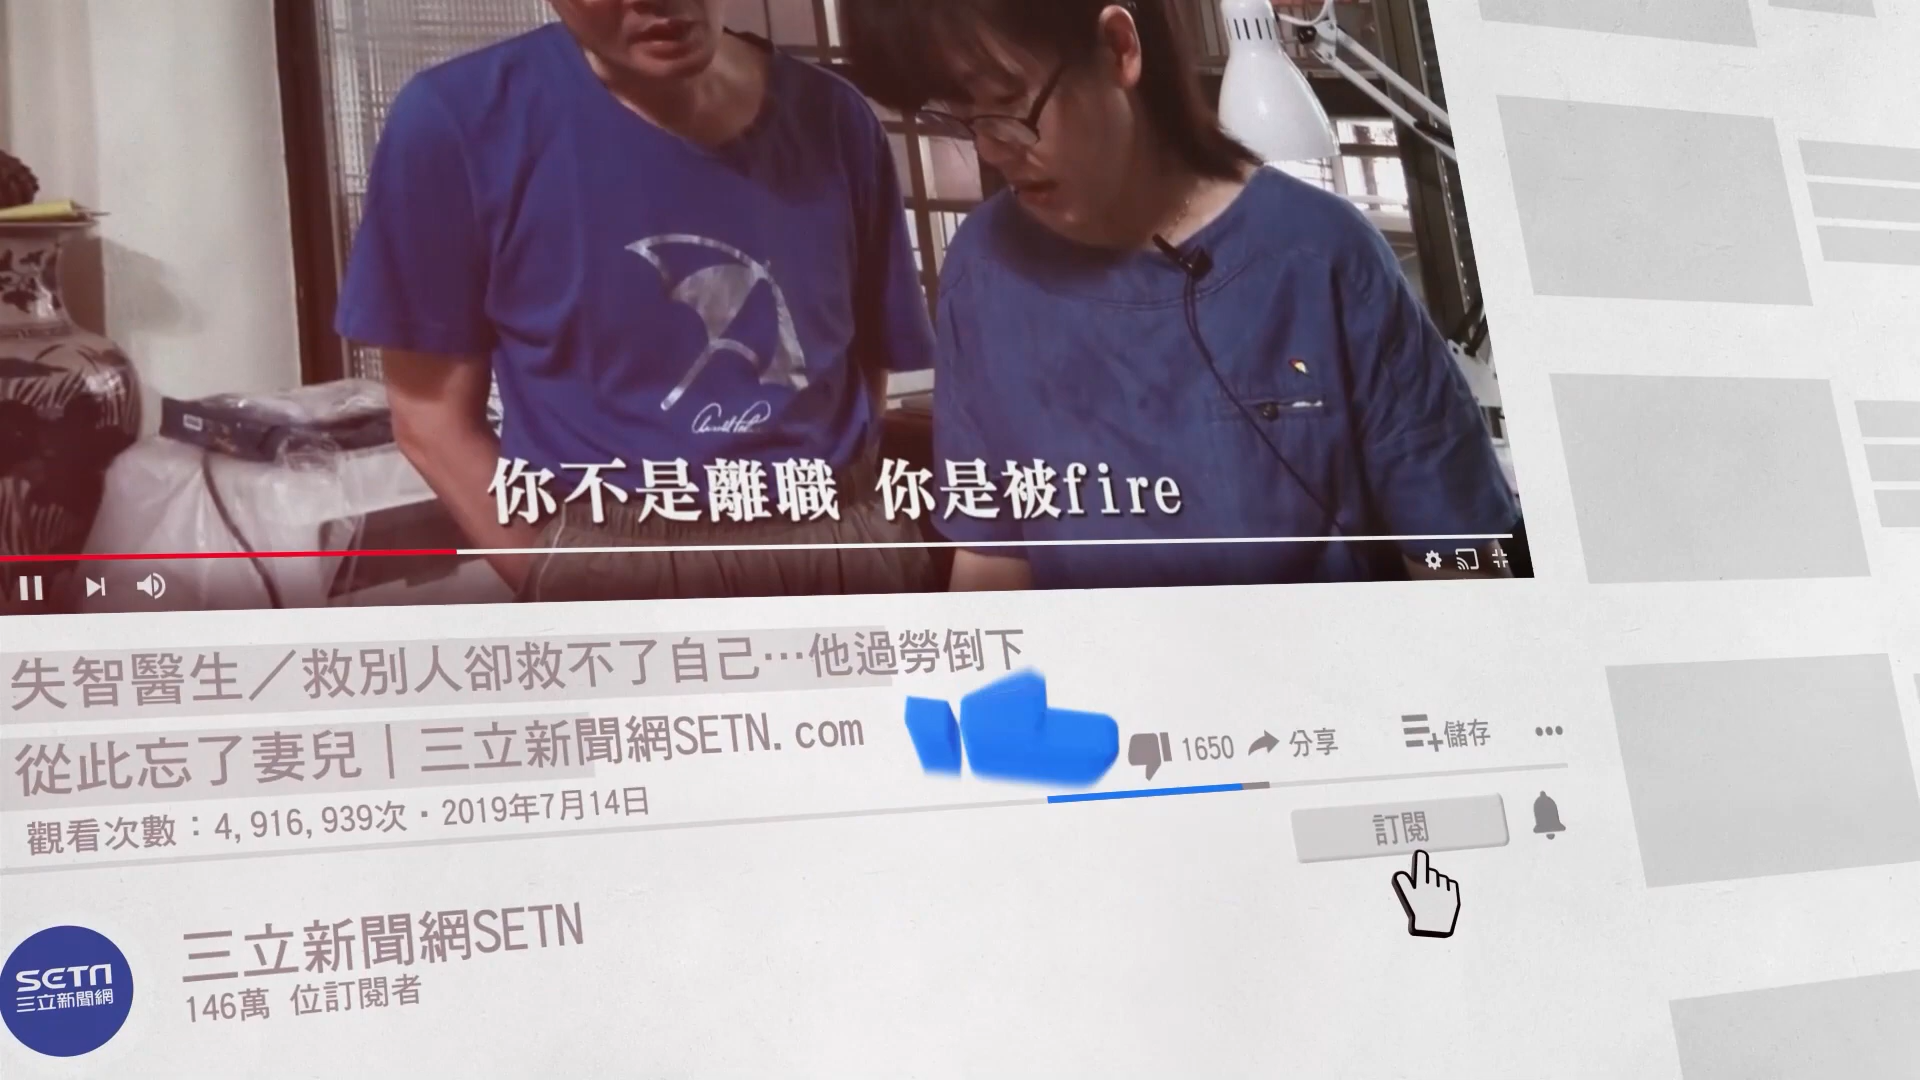 你不是離職 你是被fire
失智醫生／救別人卻救不了自己…他過勞倒下
從此忘了妻兒｜三立新聞網SETN.com
1650 分享 儲存
觀看次數：4,916,939次・2019年7月14日
訂閱
三立新聞網SETN
146萬 位訂閱者
SETN
三立新聞網